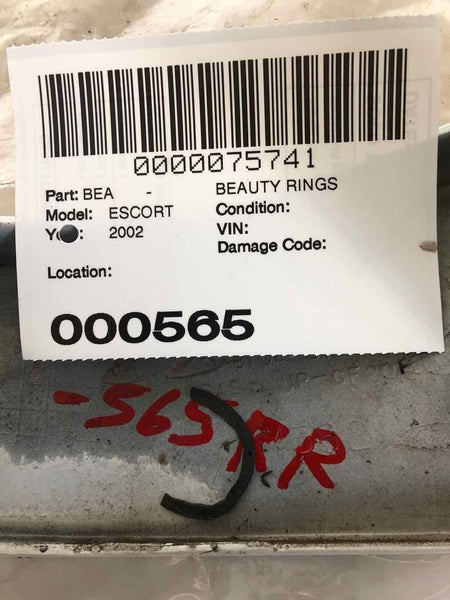 0000075741
Part: BEA - BEAUTY RINGS
Model: ESCORT Condition:
2002 VIN:
Damage Code:
Location:
000565
-565 RR